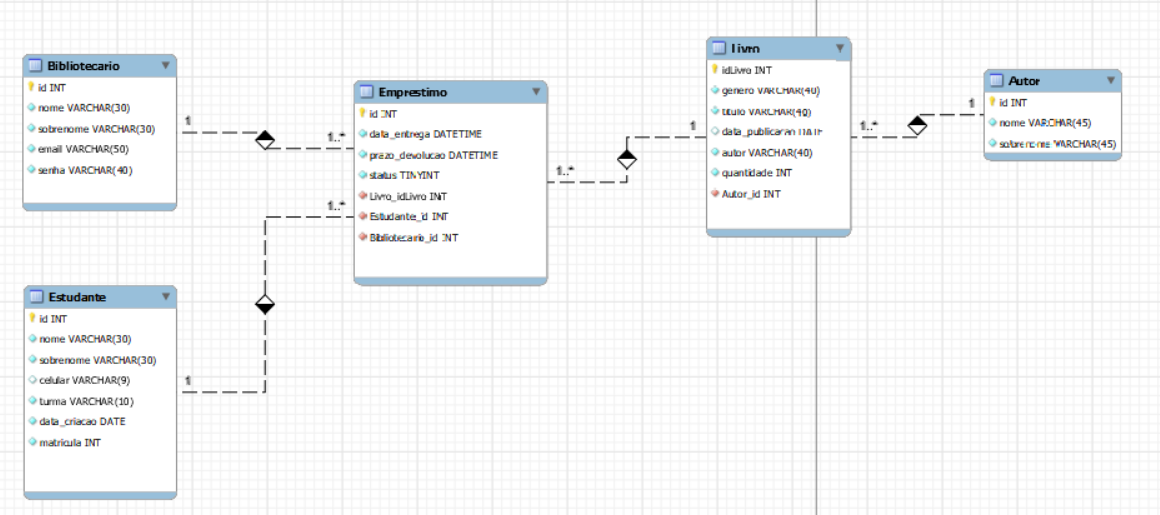 Bibliotecario
id INT
nome VARCHAR(30)
sobrenome VARCHAR(30)
email VARCHAR(50)
senha VARCHAR(40)
1
1..*
Emprestimo
id INT
data_entrega DATETIME
prazo_devolucao DATETIME
status TINYINT
Livro_idLivro INT
Estudante_id INT
Bibliotecario_id INT
1..*
1..*
1
Livro
idLivro INT
genero VARCHAR(40)
titulo VARCHAR(40)
data_publicacao DATE
autor VARCHAR(40)
quantidade INT
Autor_id INT
1..*
1
Autor
id INT
nome VARCHAR(45)
sobrenome VARCHAR(45)
Estudante
id INT
nome VARCHAR(30)
sobrenome VARCHAR(30)
celular VARCHAR(9)
turma VARCHAR(10)
data_criacao DATE
matricula INT
1